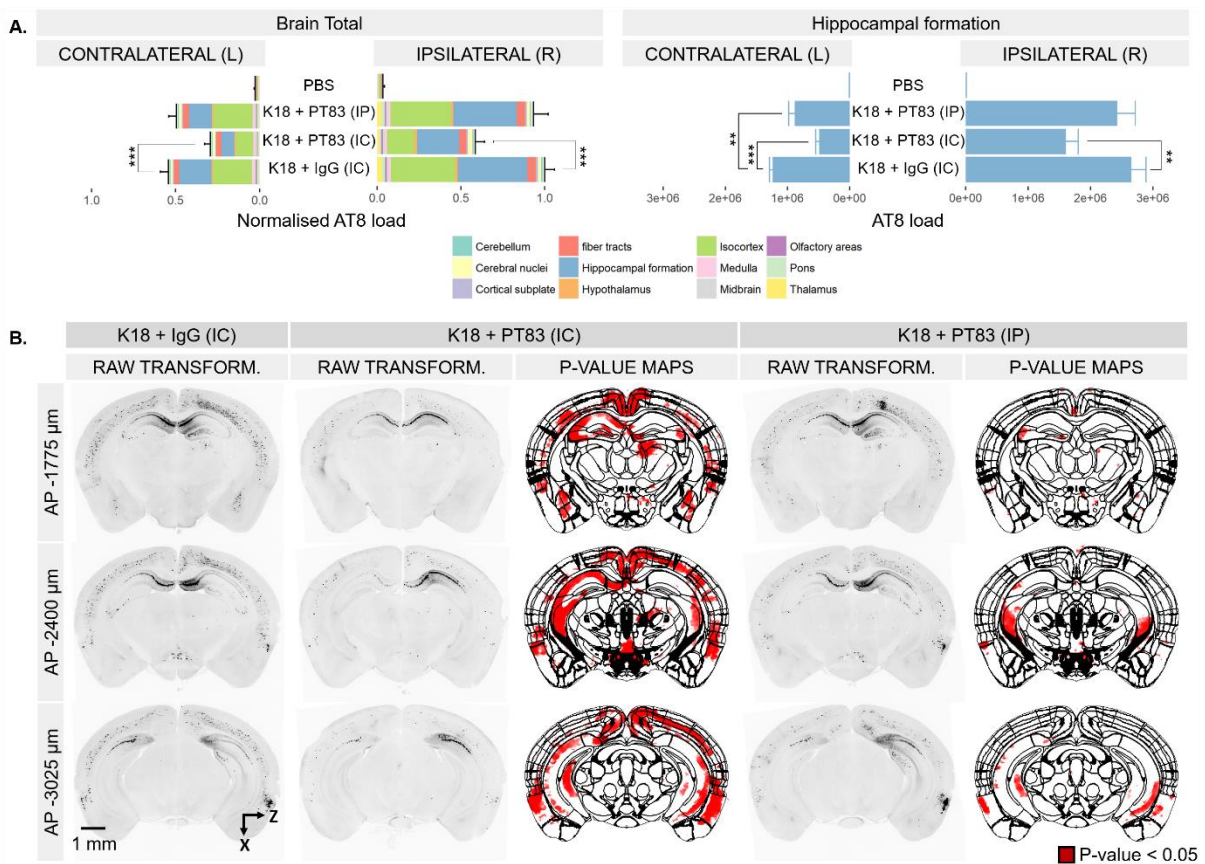 A.
Brain Total
Hippocampal formation
CONTRALATERAL (L)
IPSILATERAL (R)
CONTRALATERAL (L)
IPSILATERAL (R)
PBS
PBS
K18 + PT83 (IP)
K18 + PT83 (IP)
**
K18 + PT83 (IC)
K18 + PT83 (IC)
***
***
***
**
K18 + IgG (IC)
K18 + IgG (IC)
1.0 0.5 0.0 0.0 0.5 1.0
3e+06 2e+06 1e+06 0e+00 0e+00 1e+06 2e+06 3e+06
Normalised AT8 load
AT8 load
Cerebellum fiber tracts Isocortex Olfactory areas
Cerebral nuclei Hippocampal formation Medulla Pons
Cortical subplate Hypothalamus Midbrain Thalamus
B.
K18 + IgG (IC) K18 + PT83 (IC) K18 + PT83 (IP)
RAW TRANSFORM. RAW TRANSFORM. P-VALUE MAPS RAW TRANSFORM. P-VALUE MAPS
AP -1775 µm
AP -2400 µm
AP -3025 µm
Z
X
1 mm
P-value < 0.05